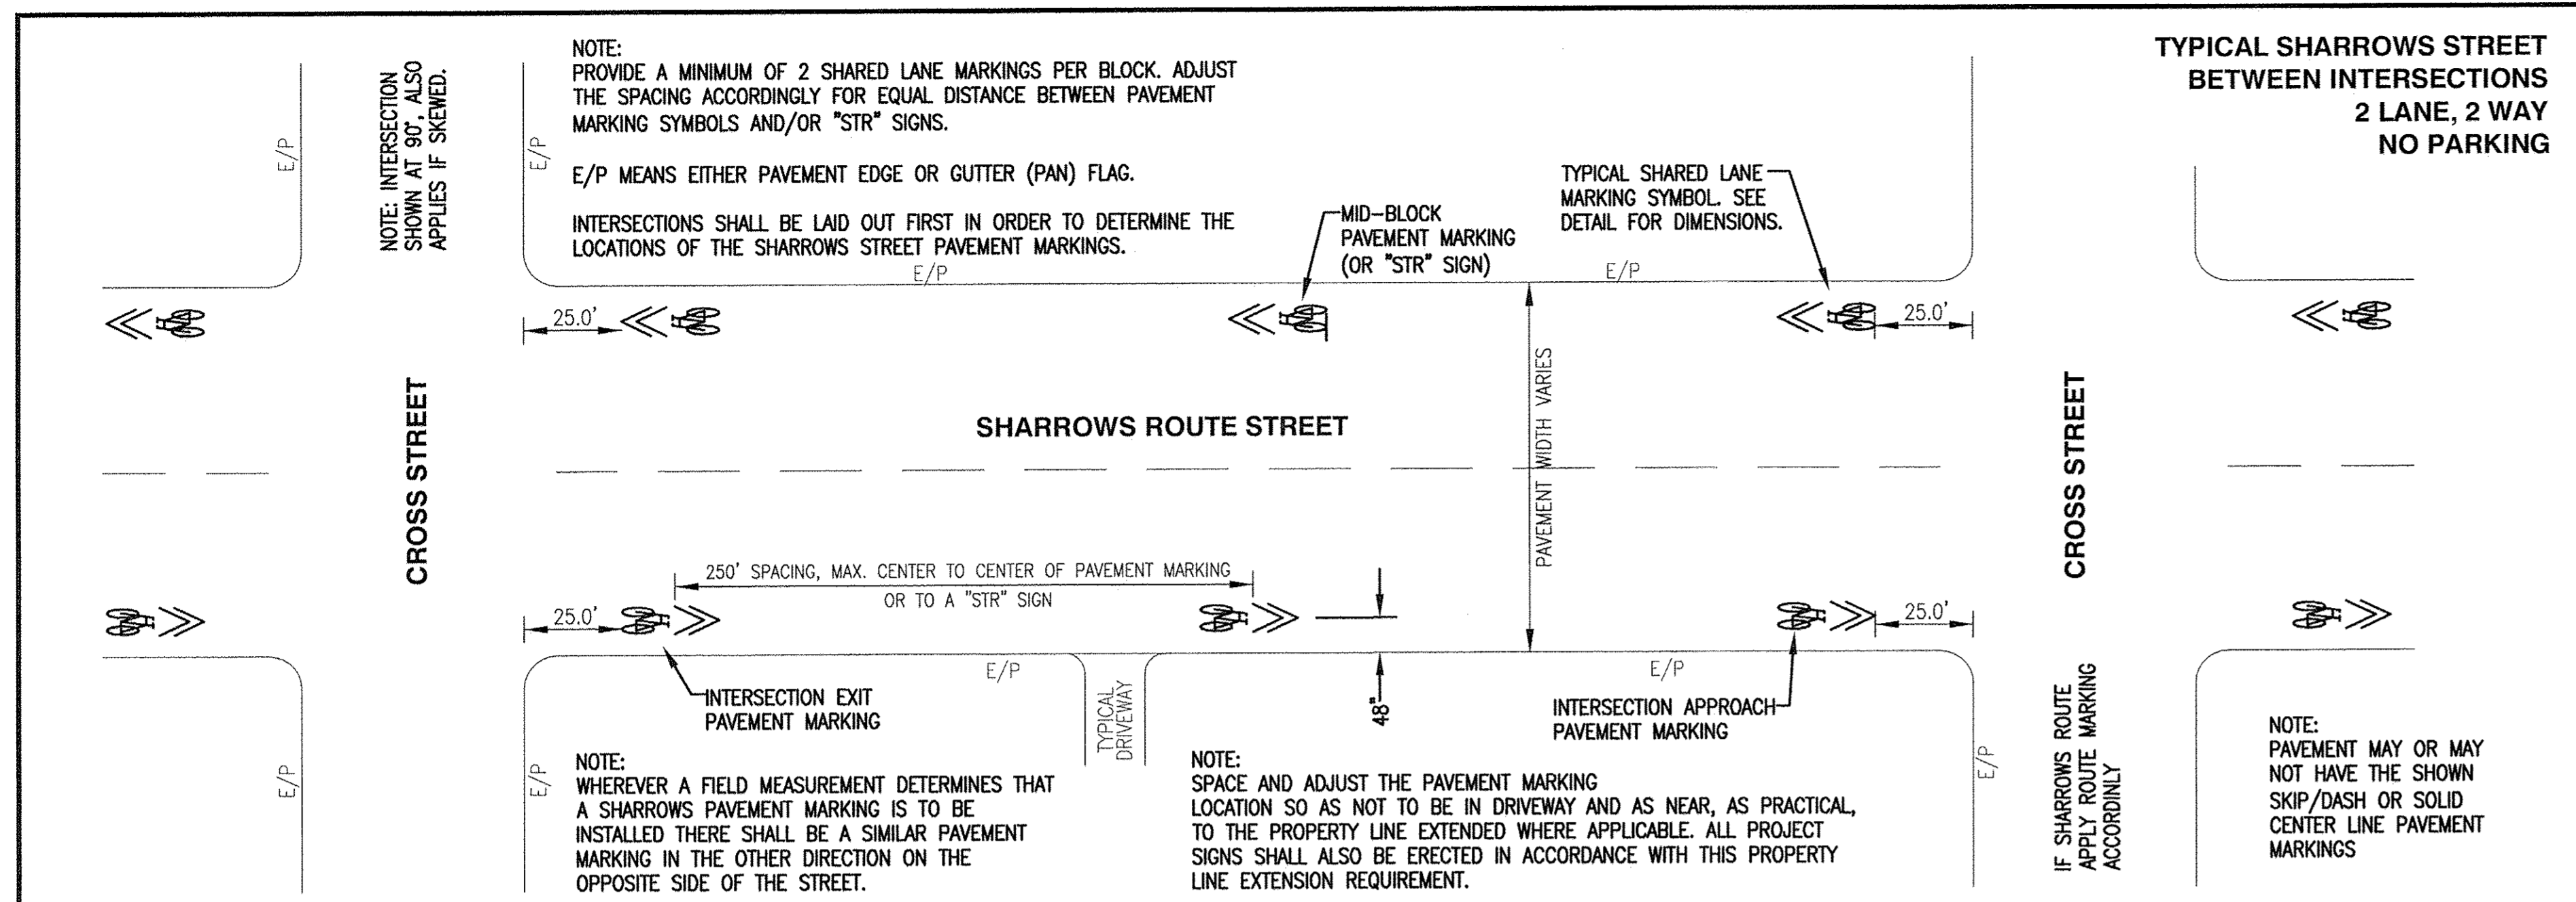 TYPICAL SHARROWS STREET
BETWEEN INTERSECTIONS
2 LANE, 2 WAY
NO PARKING
NOTE: INTERSECTION
SHOWN AT 90°, ALSO
APPLIES IF SKEWED.
NOTE:
PROVIDE A MINIMUM OF 2 SHARED LANE MARKINGS PER BLOCK. ADJUST
THE SPACING ACCORDINGLY FOR EQUAL DISTANCE BETWEEN PAVEMENT
MARKING SYMBOLS AND/OR "STR" SIGNS.
E/P MEANS EITHER PAVEMENT EDGE OR GUTTER (PAN) FLAG.
INTERSECTIONS SHALL BE LAID OUT FIRST IN ORDER TO DETERMINE THE
LOCATIONS OF THE SHARROWS STREET PAVEMENT MARKINGS.
E/P
E/P
E/P
E/P
MID-BLOCK
PAVEMENT MARKING
(OR "STR" SIGN)
TYPICAL SHARED LANE
MARKING SYMBOL. SEE
DETAIL FOR DIMENSIONS.
25.0'
25.0'
CROSS STREET
SHARROWS ROUTE STREET
PAVEMENT WIDTH VARIES
CROSS STREET
250' SPACING, MAX. CENTER TO CENTER OF PAVEMENT MARKING
OR TO A "STR" SIGN
25.0'
25.0'
E/P
E/P
INTERSECTION EXIT
PAVEMENT MARKING
TYPICAL
DRIVEWAY
48"
INTERSECTION APPROACH
PAVEMENT MARKING
E/P
E/P
E/P
NOTE:
WHEREVER A FIELD MEASUREMENT DETERMINES THAT
A SHARROWS PAVEMENT MARKING IS TO BE
INSTALLED THERE SHALL BE A SIMILAR PAVEMENT
MARKING IN THE OTHER DIRECTION ON THE
OPPOSITE SIDE OF THE STREET.
NOTE:
SPACE AND ADJUST THE PAVEMENT MARKING
LOCATION SO AS NOT TO BE IN DRIVEWAY AND AS NEAR, AS PRACTICAL,
TO THE PROPERTY LINE EXTENDED WHERE APPLICABLE. ALL PROJECT
SIGNS SHALL ALSO BE ERECTED IN ACCORDANCE WITH THIS PROPERTY
LINE EXTENSION REQUIREMENT.
IF SHARROWS ROUTE
APPLY ROUTE MARKING
ACCORDINLY
NOTE:
PAVEMENT MAY OR MAY
NOT HAVE THE SHOWN
SKIP/DASH OR SOLID
CENTER LINE PAVEMENT
MARKINGS